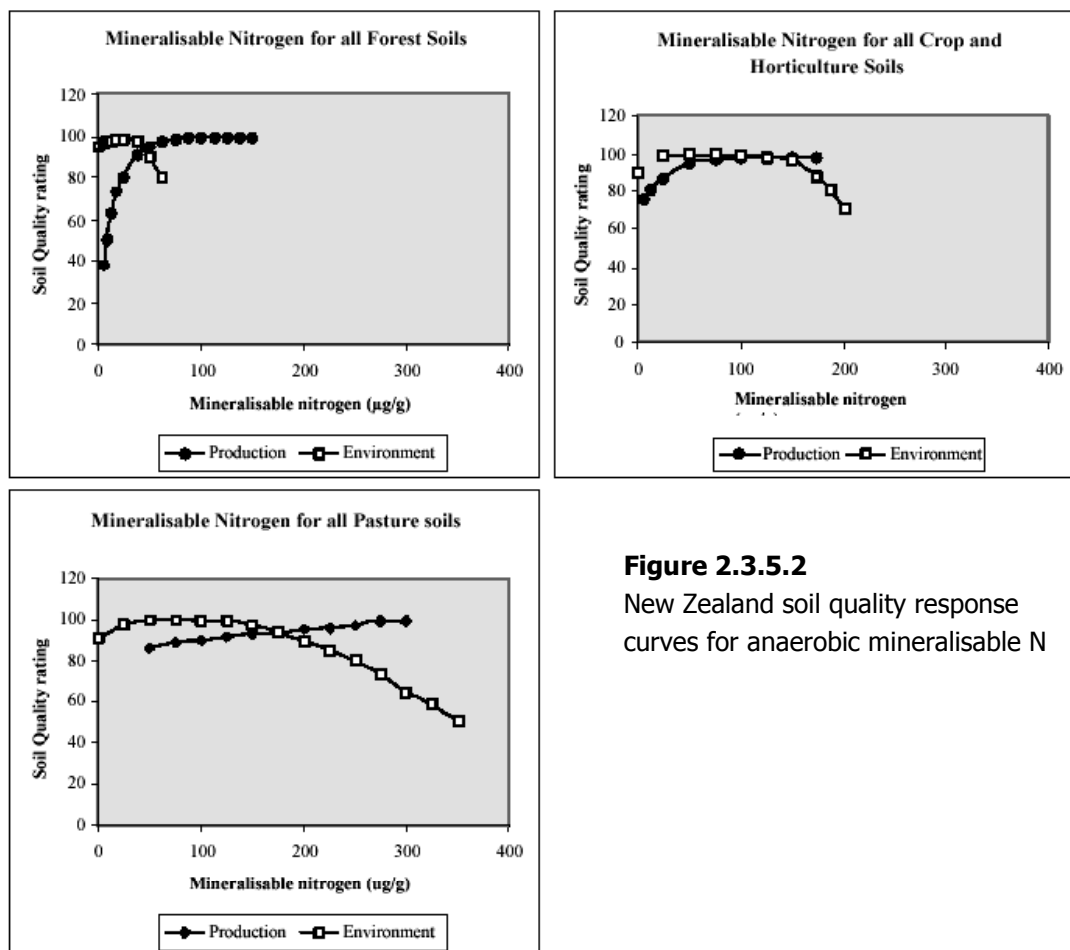 Mineralisable Nitrogen for all Forest Soils
Soil Quality rating
120
100
80
60
40
20
0
0 100 200 300 400
Mineralisable nitrogen (µg/g)
Production Environment
Mineralisable Nitrogen for all Crop and
Horticulture Soils
Soil Quality rating
120
100
80
60
40
20
0
0 100 200 300 400
Mineralisable nitrogen
Production Environment
Mineralisable Nitrogen for all Pasture soils
Soil Quality rating
120
100
80
60
40
20
0
0 100 200 300 400
Mineralisable nitrogen (ug/g)
Production Environment
Figure 2.3.5.2
New Zealand soil quality response
curves for anaerobic mineralisable N